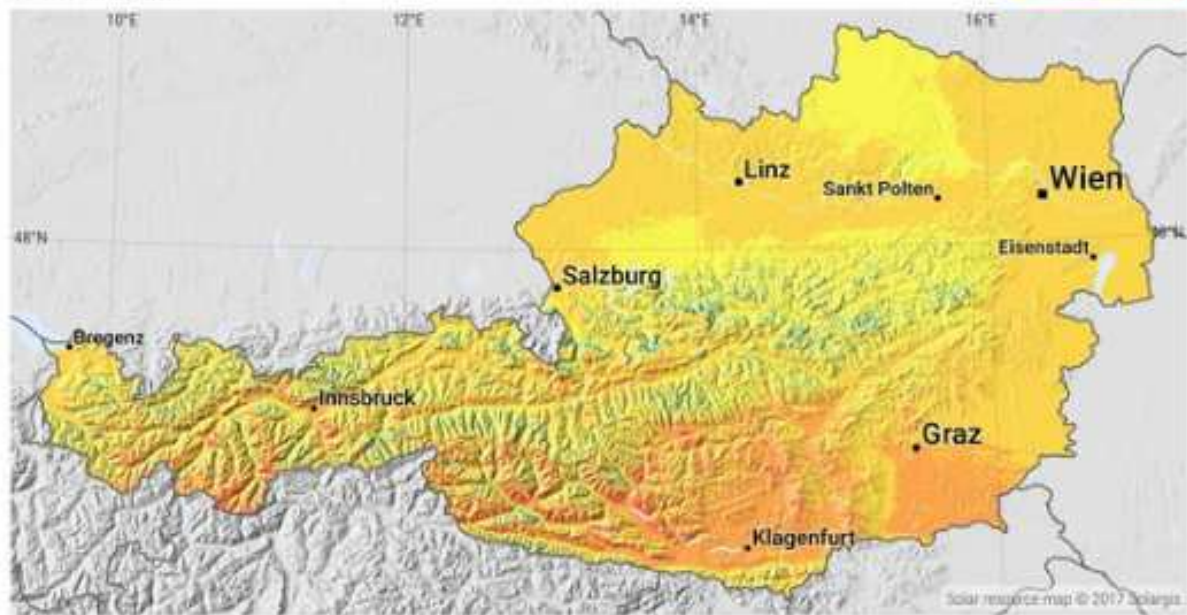 10°E 12°E 14°E 16°E
Linz
Sankt Polten
Wien
48°N
Eisenstadt
Salzburg
Bregenz
Innsbruck
Graz
Klagenfurt
Solar resource map © 2017 Solargis